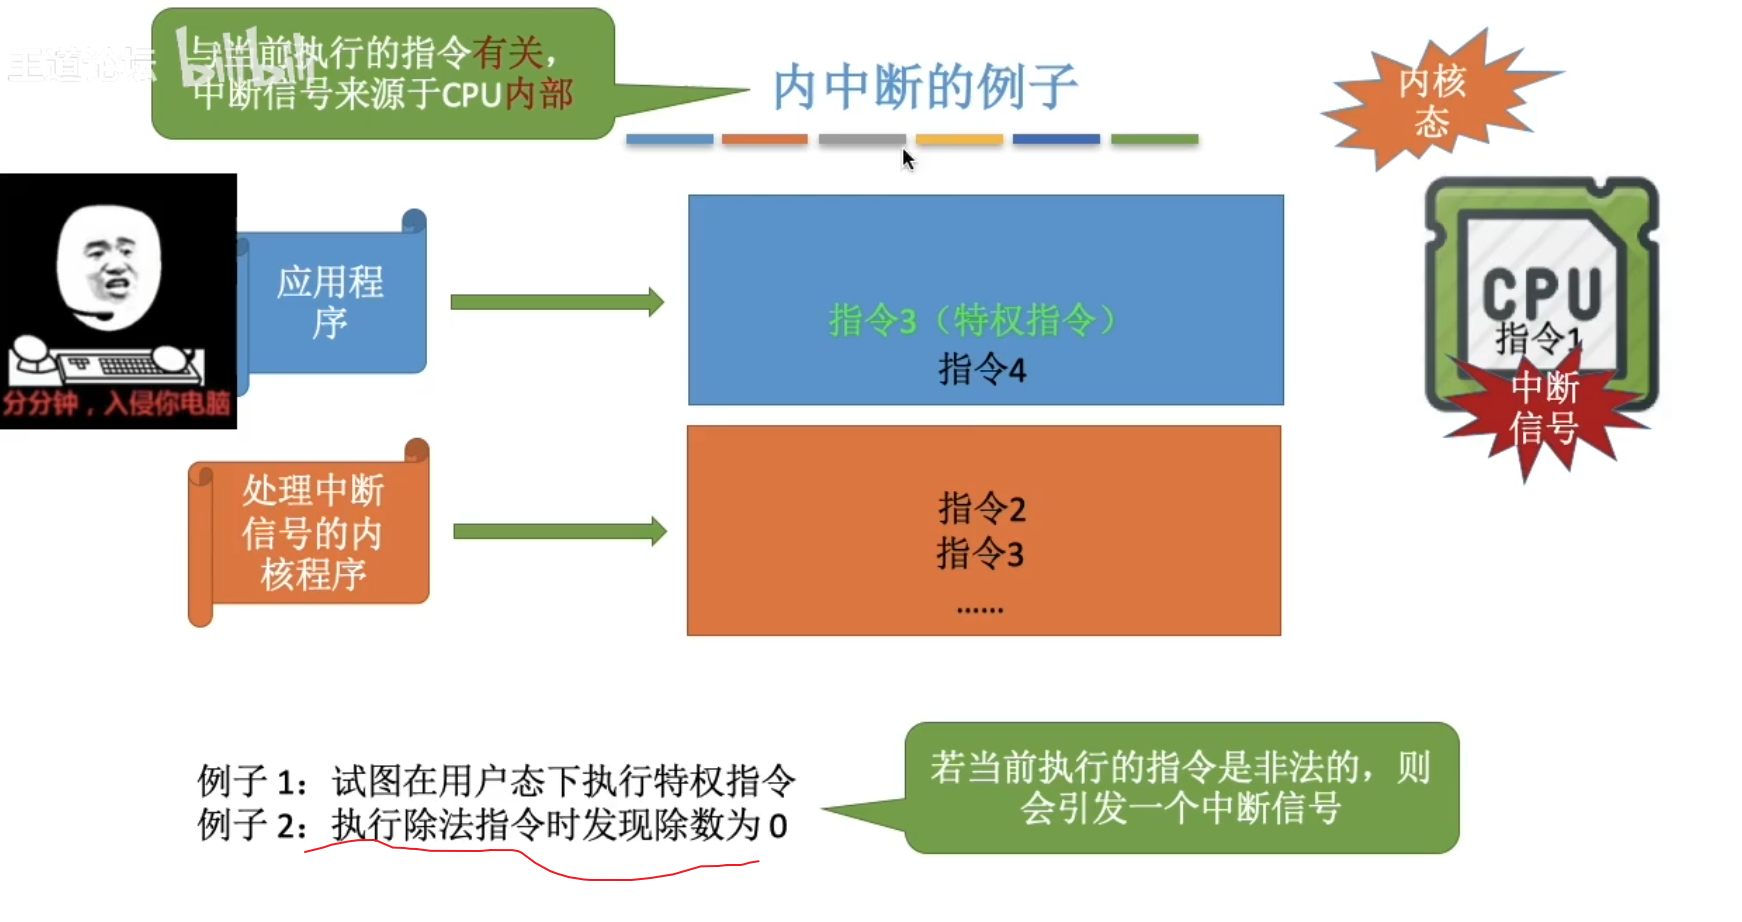 王道论坛
bilibili
与当前执行的指令有关，
中断信号来源于CPU内部
内中断的例子
内核
态
应用程
序
指令3（特权指令）
指令4
CPU
指令1
中断
信号
分分钟，入侵你电脑
处理中断
信号的内
核程序
指令2
指令3
......
例子 1：试图在用户态下执行特权指令
例子 2：执行除法指令时发现除数为 0
若当前执行的指令是非法的，则
会引发一个中断信号